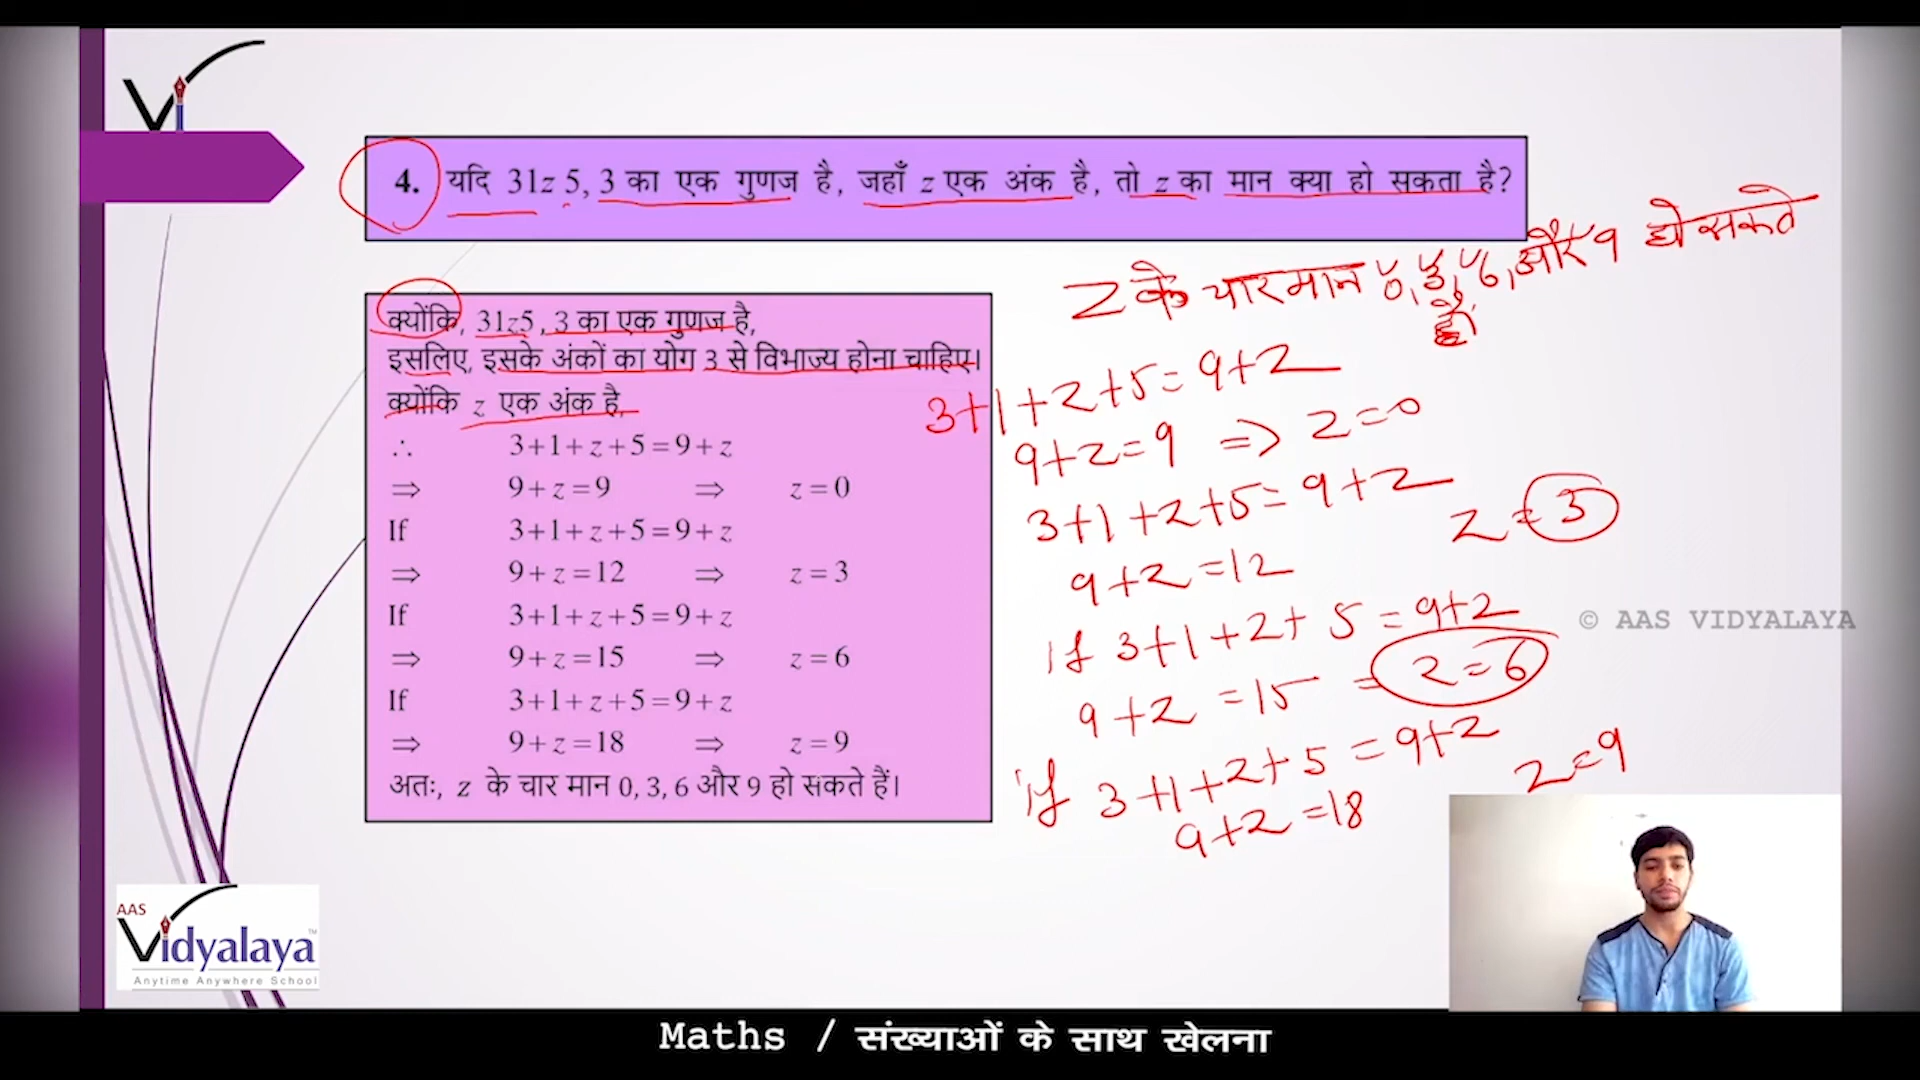 4. यदि 31z 5, 3 का एक गुणज है, जहाँ z एक अंक है, तो z का मान क्या हो सकता है?
क्योंकि, 31z5, 3 का एक गुणज है,
इसलिए, इसके अंकों का योग 3 से विभाज्य होना चाहिए।
क्योंकि z एक अंक है,
∴ 3+1+z+5=9+z
⇒ 9+z=9 ⇒ z=0
If 3+1+z+5=9+z
⇒ 9+z=12 ⇒ z=3
If 3+1+z+5=9+z
⇒ 9+z=15 ⇒ z=6
If 3+1+z+5=9+z
⇒ 9+z=18 ⇒ z=9
अतः, z के चार मान 0, 3, 6 और 9 हो सकते हैं।
Z के चार मान 0, 3, 6, और 9 हो सकते
हैं।
3+1+z+5=9+z
9+z=9 => z=0
3+1+z+5=9+z
z=3
9+z=12
if 3+1+z+5=9+z
9+z=15 = z=6
if 3+1+z+5=9+z
z=9
9+z=18
© AAS VIDYALAYA
AAS
Vidyalaya
TM
Anytime Anywhere School
Maths / संख्याओं के साथ खेलना